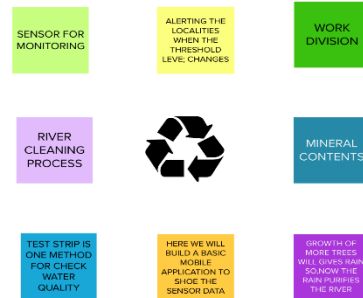 SENSOR FOR
MONITORING
ALERTING THE
LOCALITIES
WHEN THE
THRESHOLD
LEVE; CHANGES
WORK
DIVISION
RIVER
CLEANING
PROCESS
MINERAL
CONTENTS
TEST STRIP IS
ONE METHOD
FOR CHECK
WATER
QUALITY
HERE WE WILL
BUILD A BASIC
MOBILE
APPLICATION TO
SHOE THE
SENSOR DATA
GROWTH OF
MORE TREES
WILL GIVES RAIN
SO,NOW THE
RAIN PURIFIES
THE RIVER